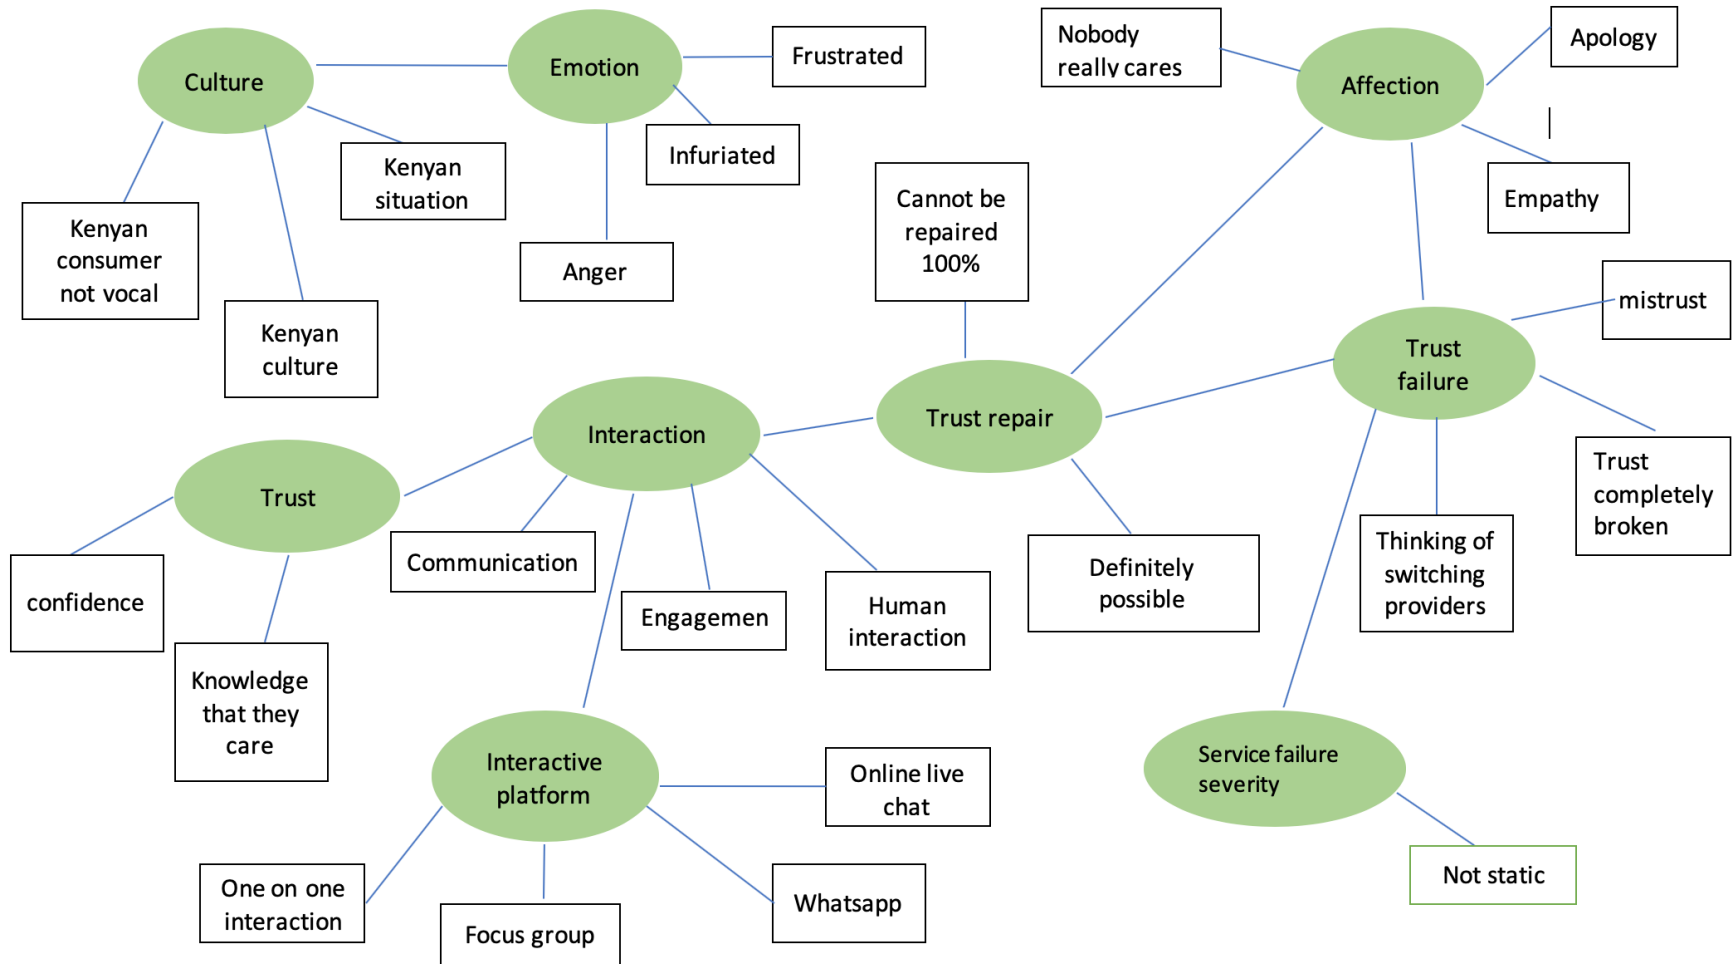 Culture
Emotion
Frustrated
Infuriated
Anger
Kenyan
situation
Kenyan
consumer
not vocal
Kenyan
culture
Nobody
really cares
Affection
Apology
Empathy
Cannot be
repaired
100%
mistrust
Trust
failure
Trust repair
Interaction
Trust
confidence
Knowledge
that they
care
Communication
Engagemen
Human
interaction
Definitely
possible
Thinking of
switching
providers
Trust
completely
broken
Interactive
platform
Online live
chat
Whatsapp
Focus group
One on one
interaction
Service failure
severity
Not static